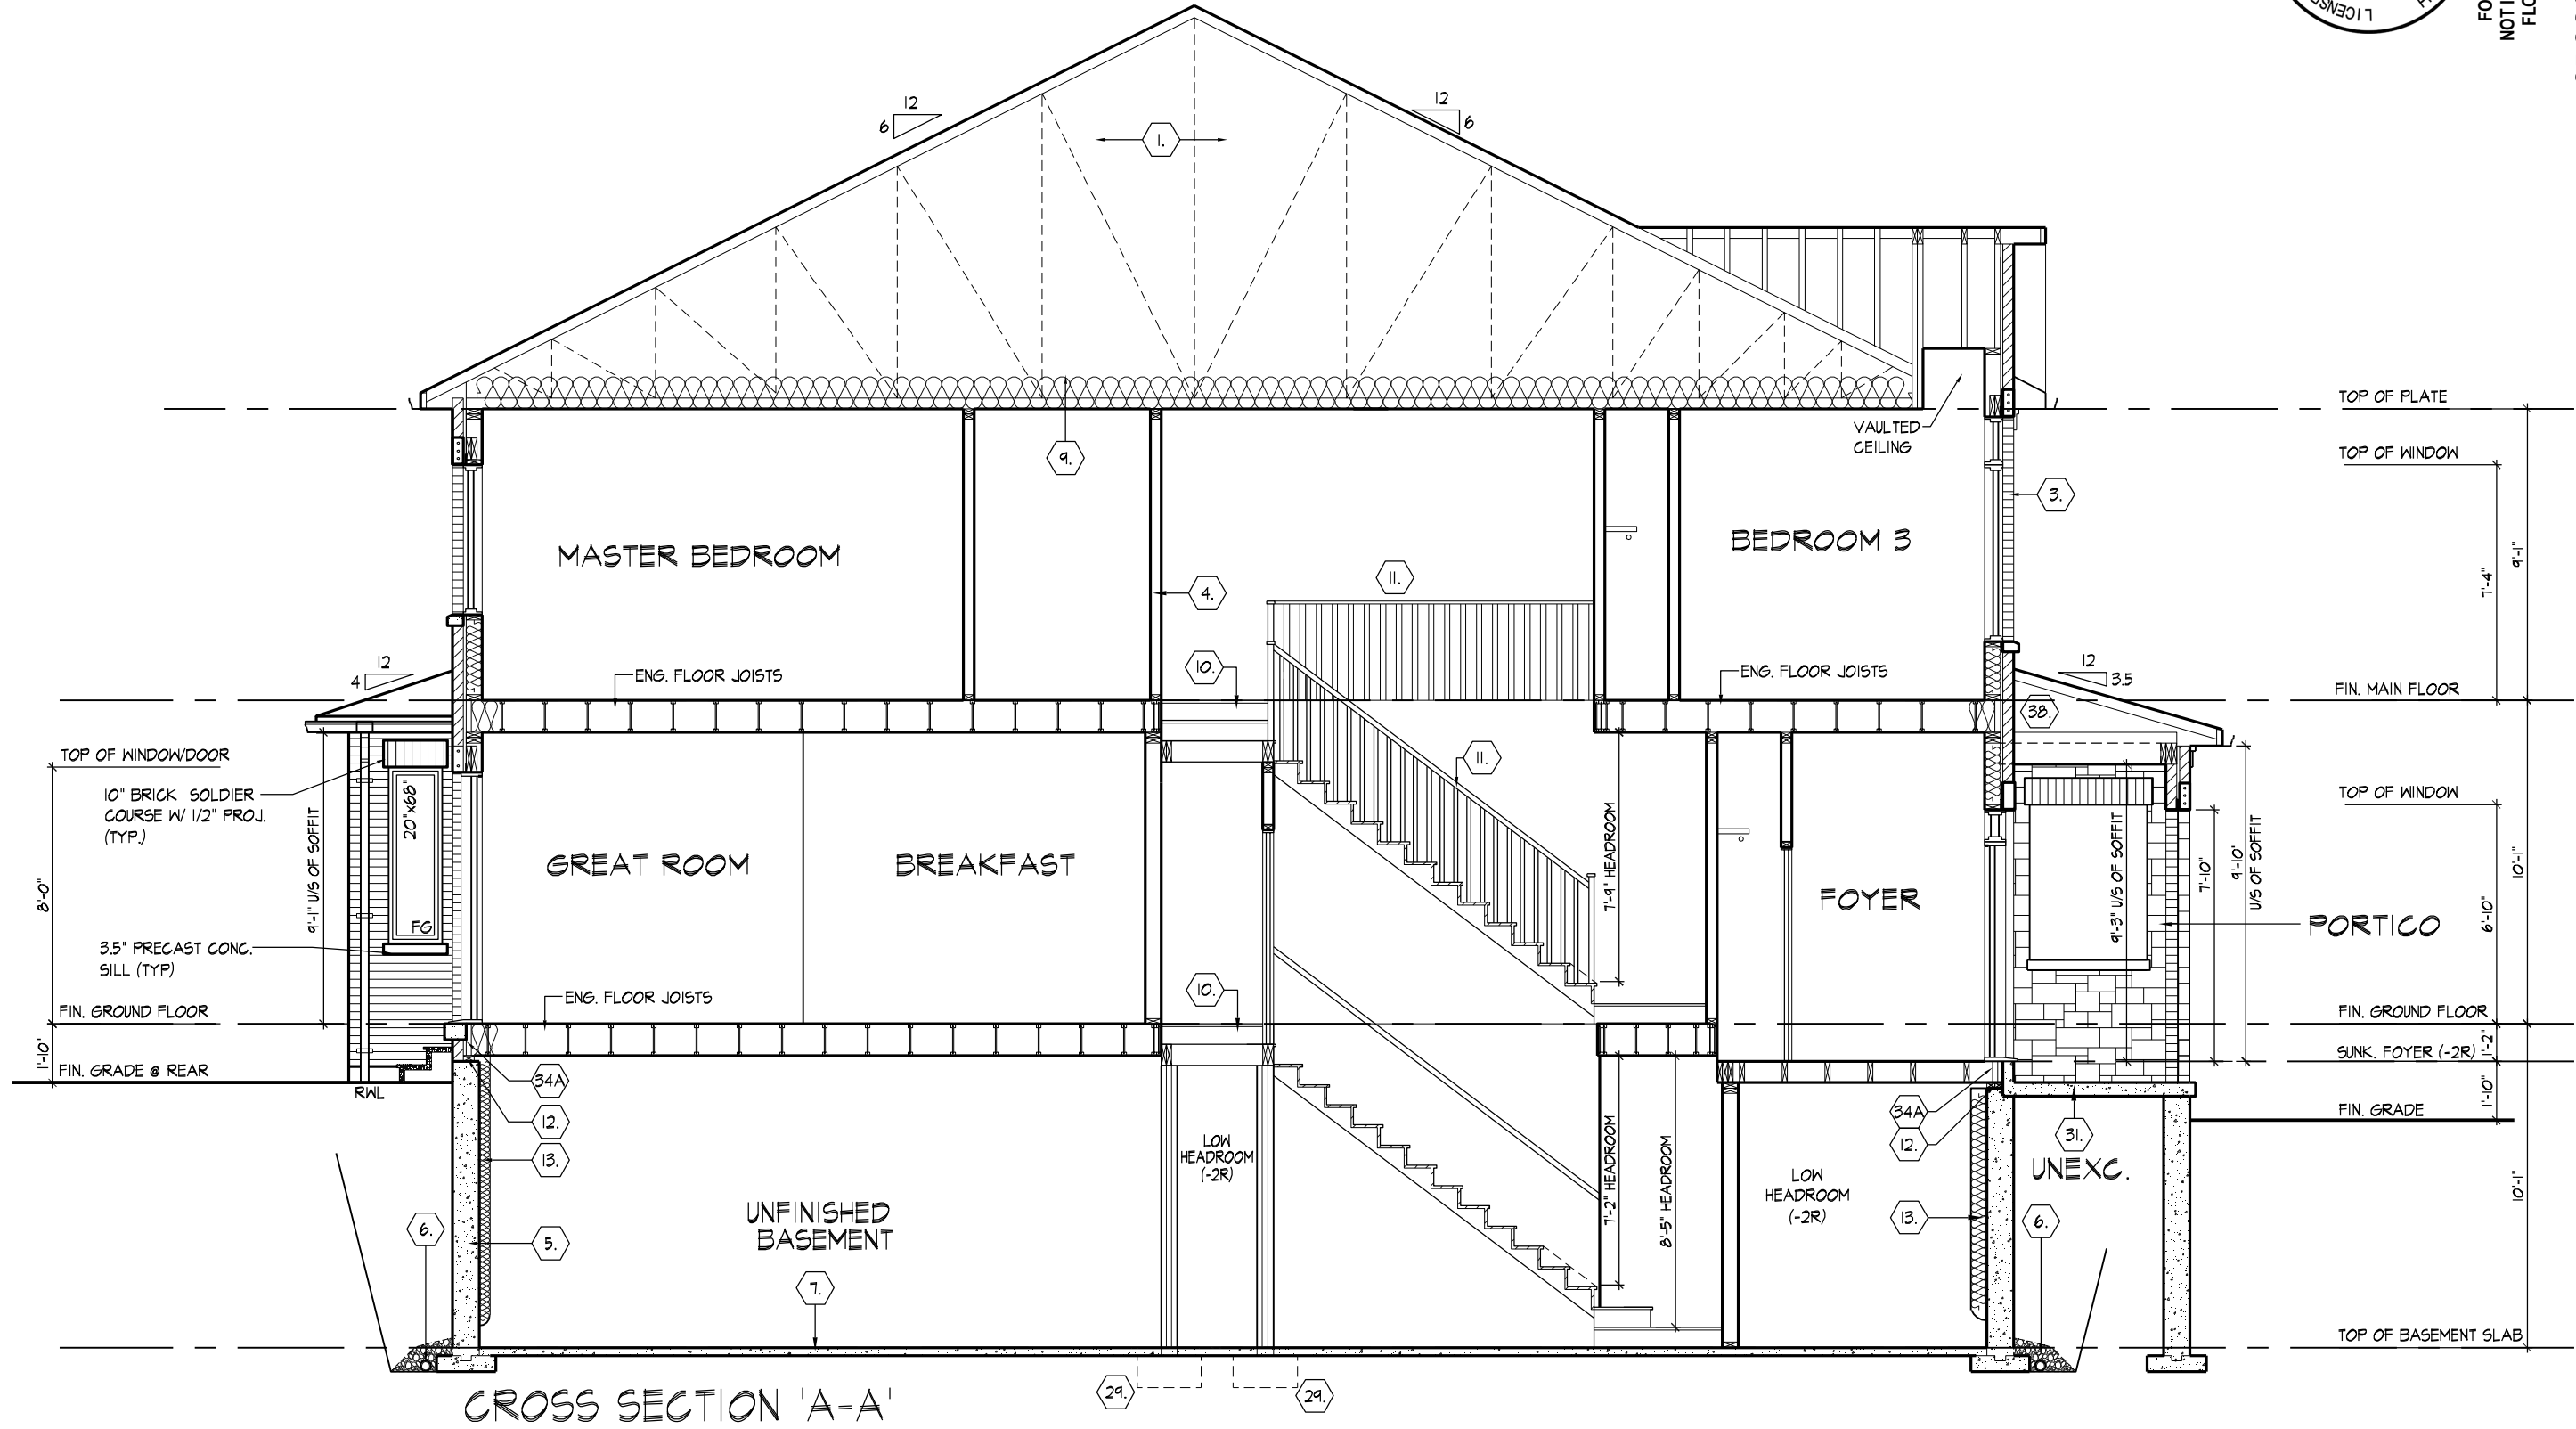 LICENSE
FO
NOTI
FLO
12
6
12
6
1.
TOP OF PLATE
VAULTED
CEILING
TOP OF WINDOW
9.
3.
MASTER BEDROOM
BEDROOM 3
9'-1"
7'-4"
11.
4.
12
4
10.
ENG. FLOOR JOISTS
ENG. FLOOR JOISTS
12
3.5
FIN. MAIN FLOOR
38.
TOP OF WINDOW/DOOR
11.
10" BRICK SOLDIER
COURSE W/ 1/2" PROJ.
(TYP.)
20"x68"
FG
TOP OF WINDOW
9'-1" U/S OF SOFFIT
8'-0"
GREAT ROOM
BREAKFAST
7'-9" HEADROOM
FOYER
9'-3" U/S OF SOFFIT
7'-10"
9'-10"
U/S OF SOFFIT
PORTICO
6'-10"
10'-1"
3.5" PRECAST CONC.
SILL (TYP)
ENG. FLOOR JOISTS
10.
FIN. GROUND FLOOR
FIN. GROUND FLOOR
1'-10"
SUNK. FOYER (-2R)
1'-2"
FIN. GRADE @ REAR
RWL
34A
12.
13.
34A
12.
31.
FIN. GRADE
1'-10"
LOW
HEADROOM
(-2R)
7'-2" HEADROOM
8'-5" HEADROOM
LOW
HEADROOM
(-2R)
UNEXC.
10'-1"
6.
5.
UNFINISHED
BASEMENT
13.
6.
7.
TOP OF BASEMENT SLAB
29.
29.
CROSS SECTION 'A-A'